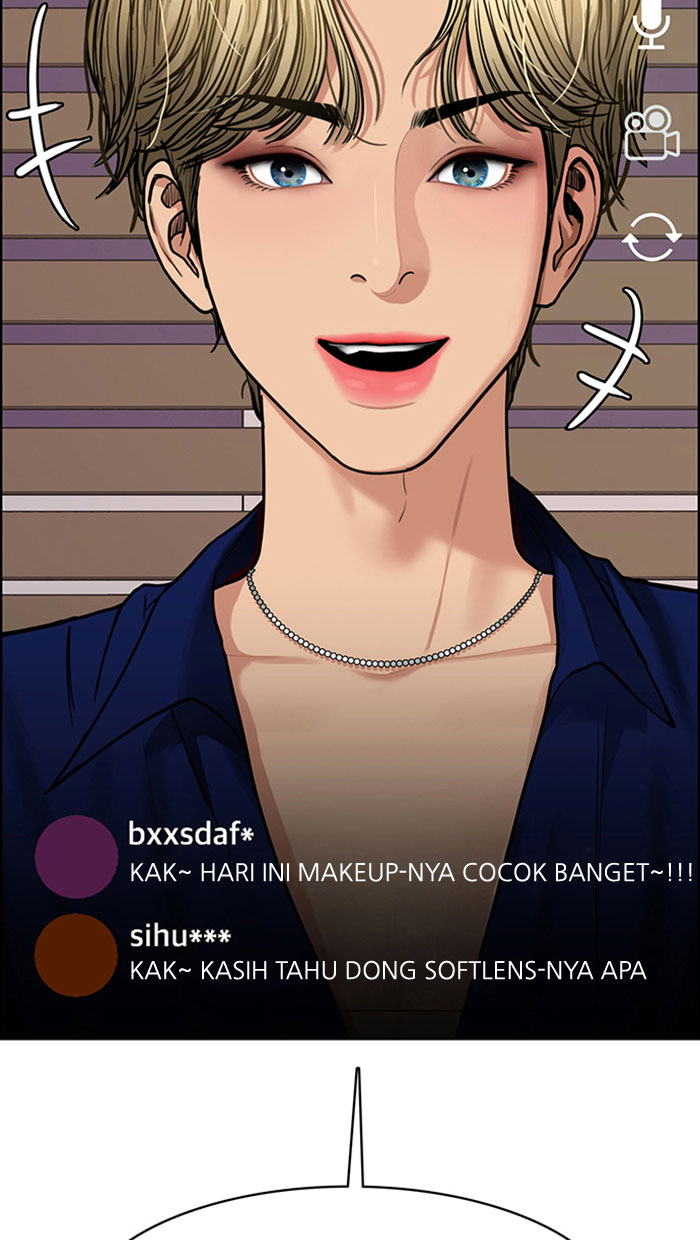 bxxsdaf*
KAK~ HARI INI MAKEUP-NYA COCOK BANGET~!!!
sihu***
KAK~ KASIH TAHU DONG SOFTLENS-NYA APA